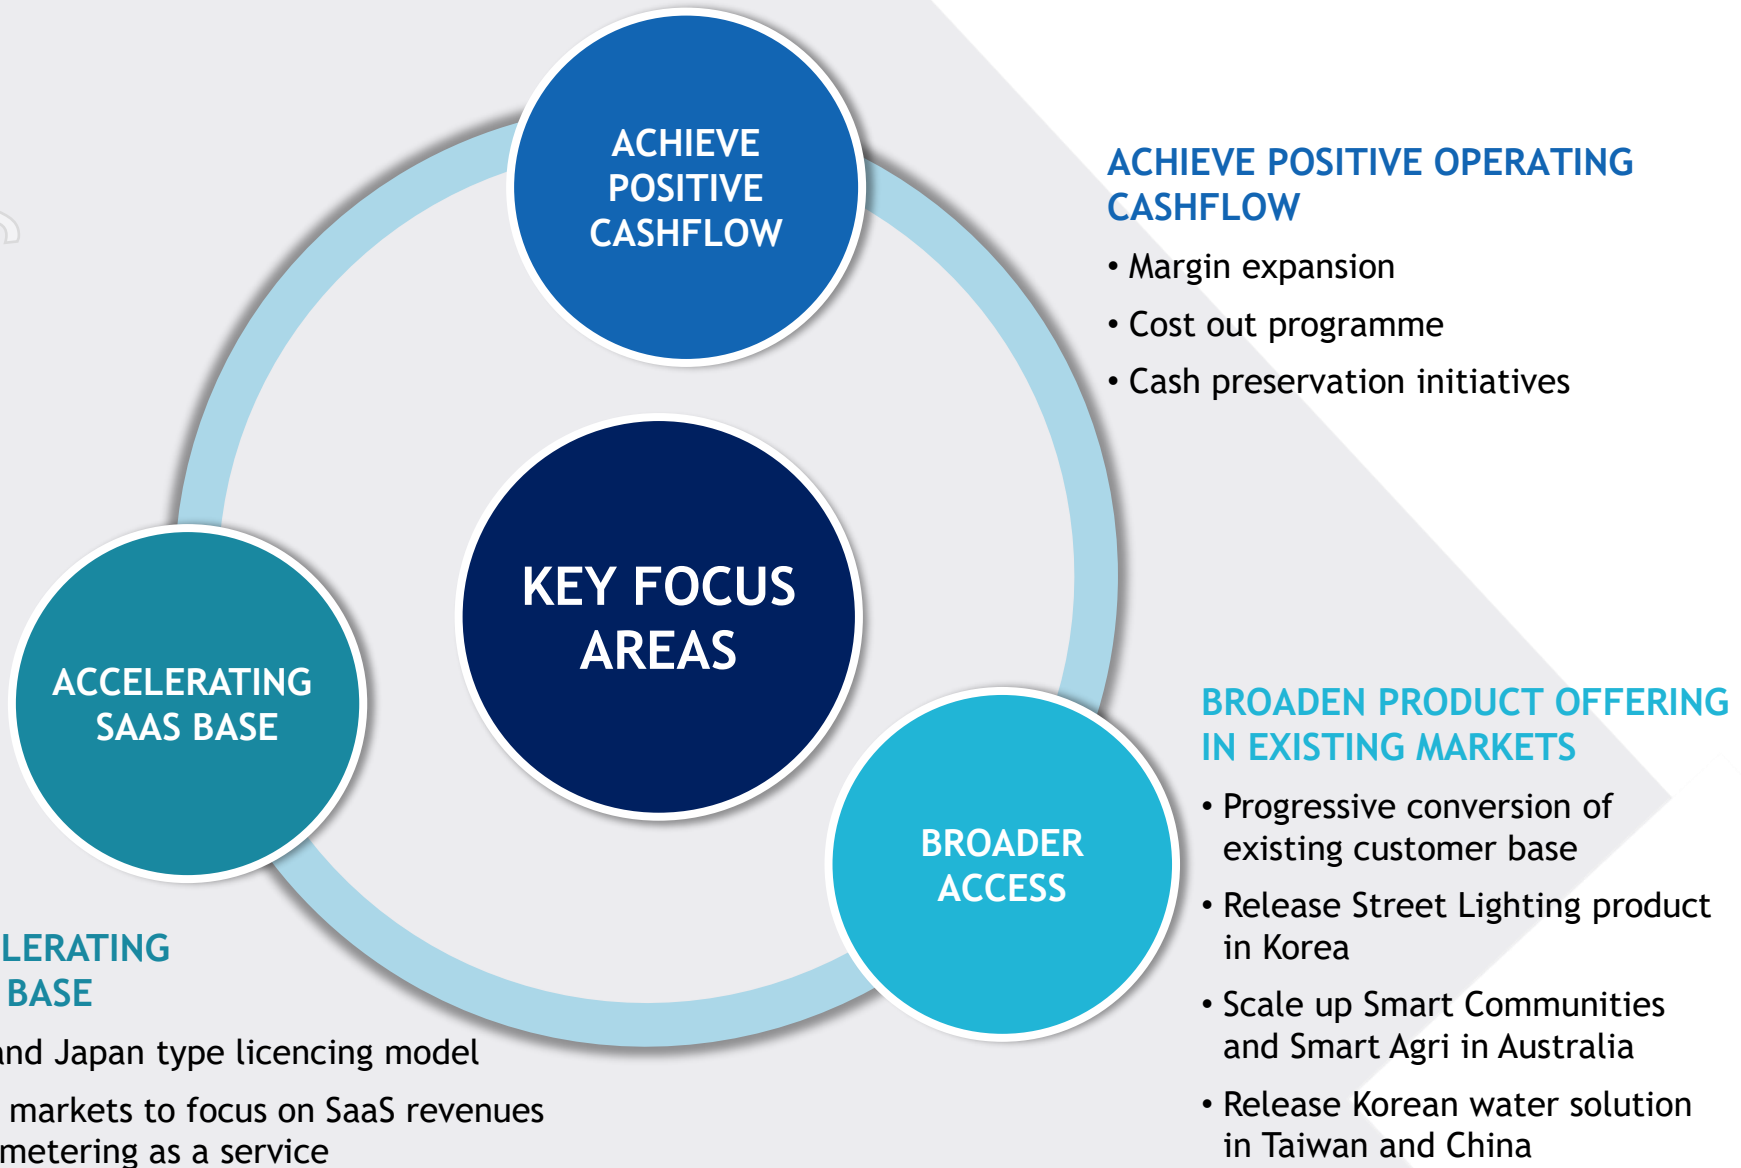 ACHIEVE
POSITIVE
CASHFLOW
ACHIEVE POSITIVE OPERATING
CASHFLOW
• Margin expansion
• Cost out programme
• Cash preservation initiatives
KEY FOCUS
AREAS
ACCELERATING
SAAS BASE
BROADER
ACCESS
BROADEN PRODUCT OFFERING
IN EXISTING MARKETS
• Progressive conversion of
existing customer base
• Release Street Lighting product
in Korea
• Scale up Smart Communities
and Smart Agri in Australia
• Release Korean water solution
in Taiwan and China
LERATING
BASE
and Japan type licencing model
markets to focus on SaaS revenues
metering as a service